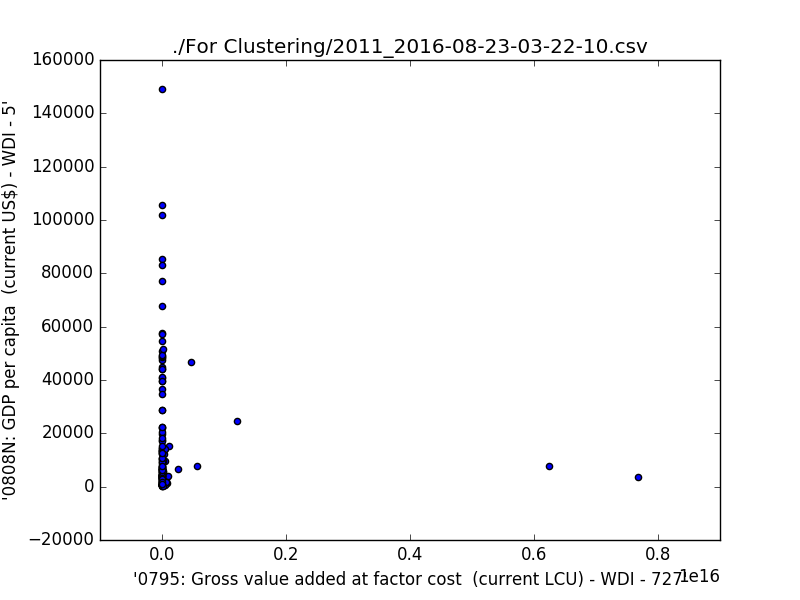 ./For Clustering/2011_2016-08-23-03-22-10.csv
160000
140000
120000
100000
80000
60000
40000
20000
0
−20000
'0808N: GDP per capita  (current US$) - WDI - 5'
0.0 0.2 0.4 0.6 0.8
1e16
'0795: Gross value added at factor cost  (current LCU) - WDI - 727